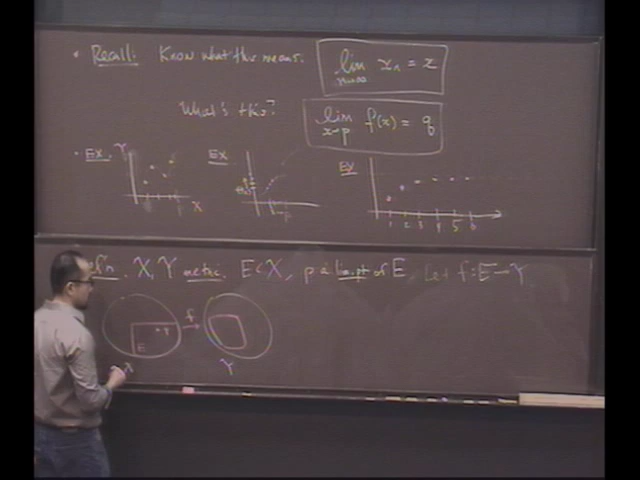 • Recall: Know what this means: lim n→∞ xₙ = x
What's this? lim x→p f(x) = q
• EX. Y X EX EX 1 2 3 4 5 6
Def'n. X, Y metric. E ⊂ X, p a lim. pt of E, Let f: E → Y.
f
E
X Y